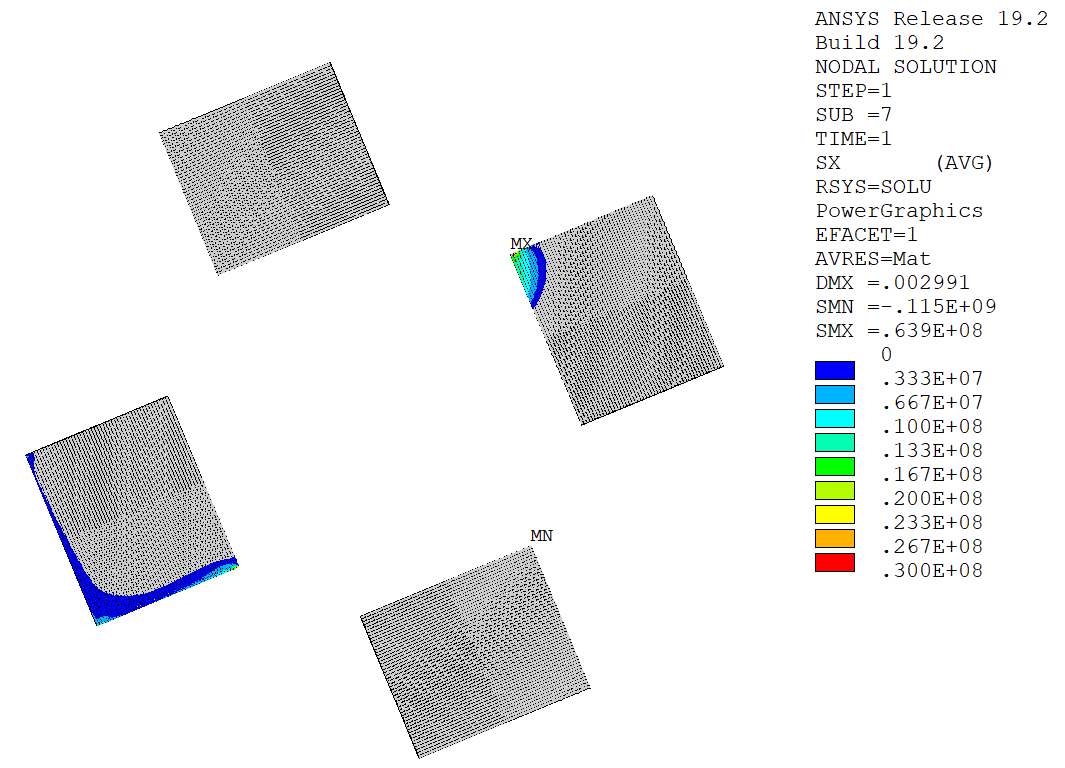 ANSYS Release 19.2
Build 19.2
NODAL SOLUTION
STEP=1
SUB =7
TIME=1
SX (AVG)
RSYS=SOLU
PowerGraphics
EFACET=1
AVRES=Mat
DMX =.002991
SMN =-.115E+09
SMX =.639E+08
0
.333E+07
.667E+07
.100E+08
.133E+08
.167E+08
.200E+08
.233E+08
.267E+08
.300E+08
MX
MN